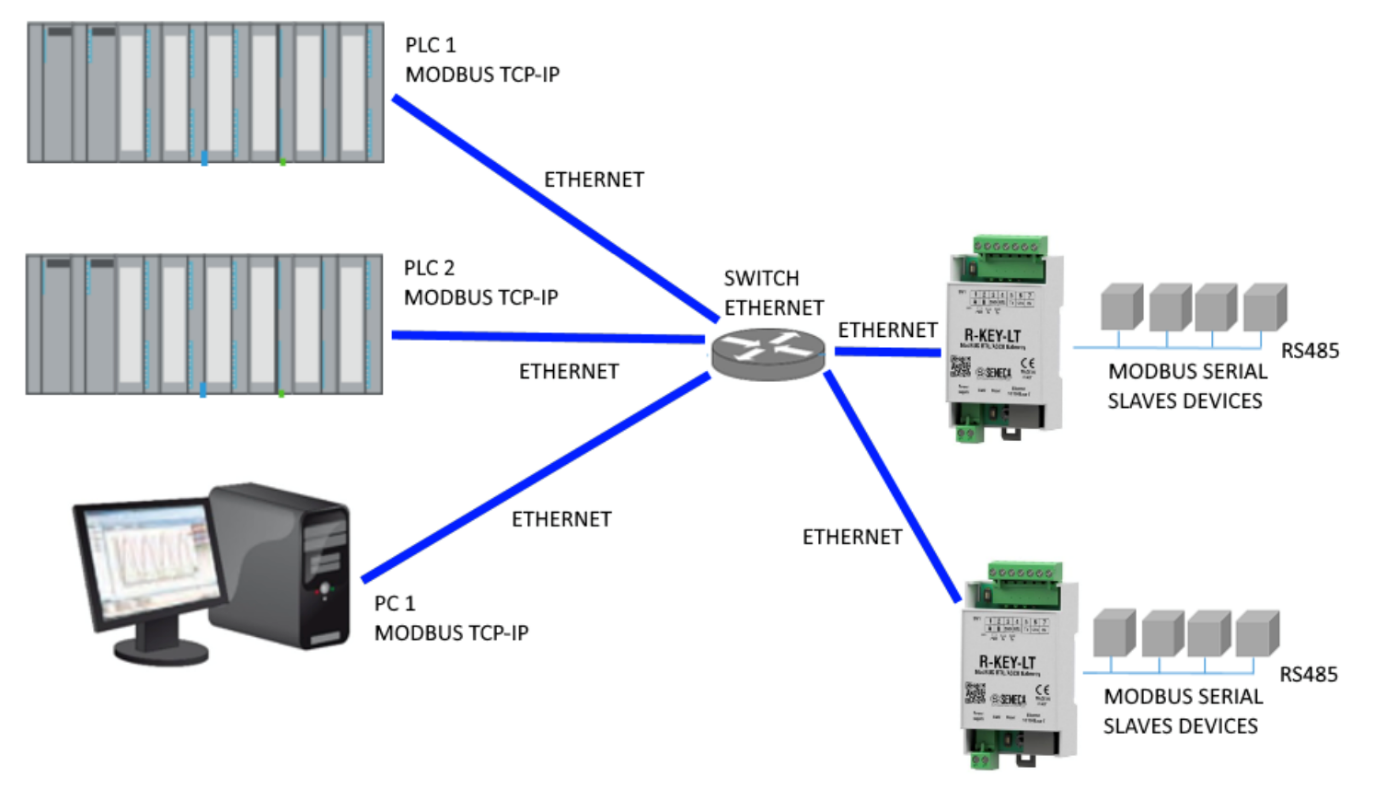 PLC 1
MODBUS TCP-IP
ETHERNET
PLC 2
MODBUS TCP-IP
ETHERNET
SWITCH
ETHERNET
ETHERNET
R-KEY-LT
SENECA
CE
MODBUS SERIAL
SLAVES DEVICES
RS485
PC 1
MODBUS TCP-IP
ETHERNET
ETHERNET
R-KEY-LT
SENECA
CE
MODBUS SERIAL
SLAVES DEVICES
RS485